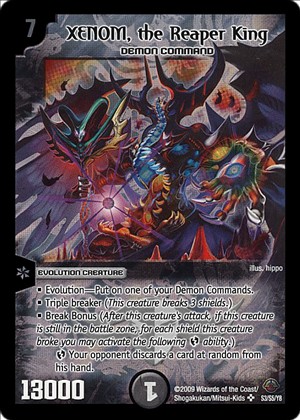 7
XENOM, the Reaper King
DEMON COMMAND
illus. hippo
EVOLUTION CREATURE
• Evolution—Put on one of your Demon Commands.
• Triple breaker (This creature breaks 3 shields.)
• Break Bonus (After this creature's attack, if this creature
is still in the battle zone, for each shield this creature
broke you may activate the following ability.)
Your opponent discards a card at random from
his hand.
13000
1
©2009 Wizards of the Coast/
Shogakukan/Mitsui-Kids S3/S5/Y8